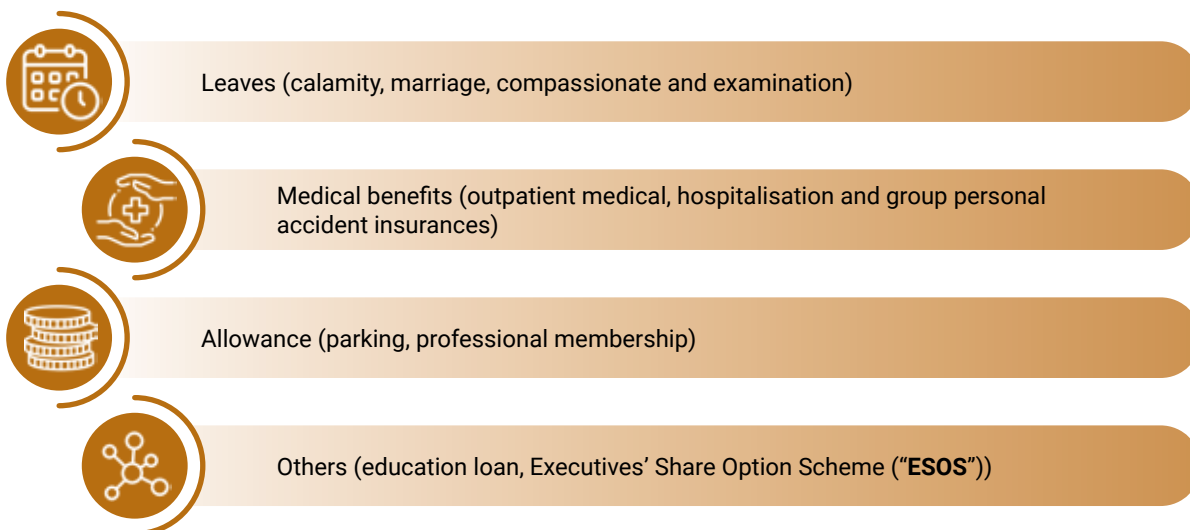 Leaves (calamity, marriage, compassionate and examination)
Medical benefits (outpatient medical, hospitalisation and group personal
accident insurances)
Allowance (parking, professional membership)
Others (education loan, Executives’ Share Option Scheme (“ESOS”))